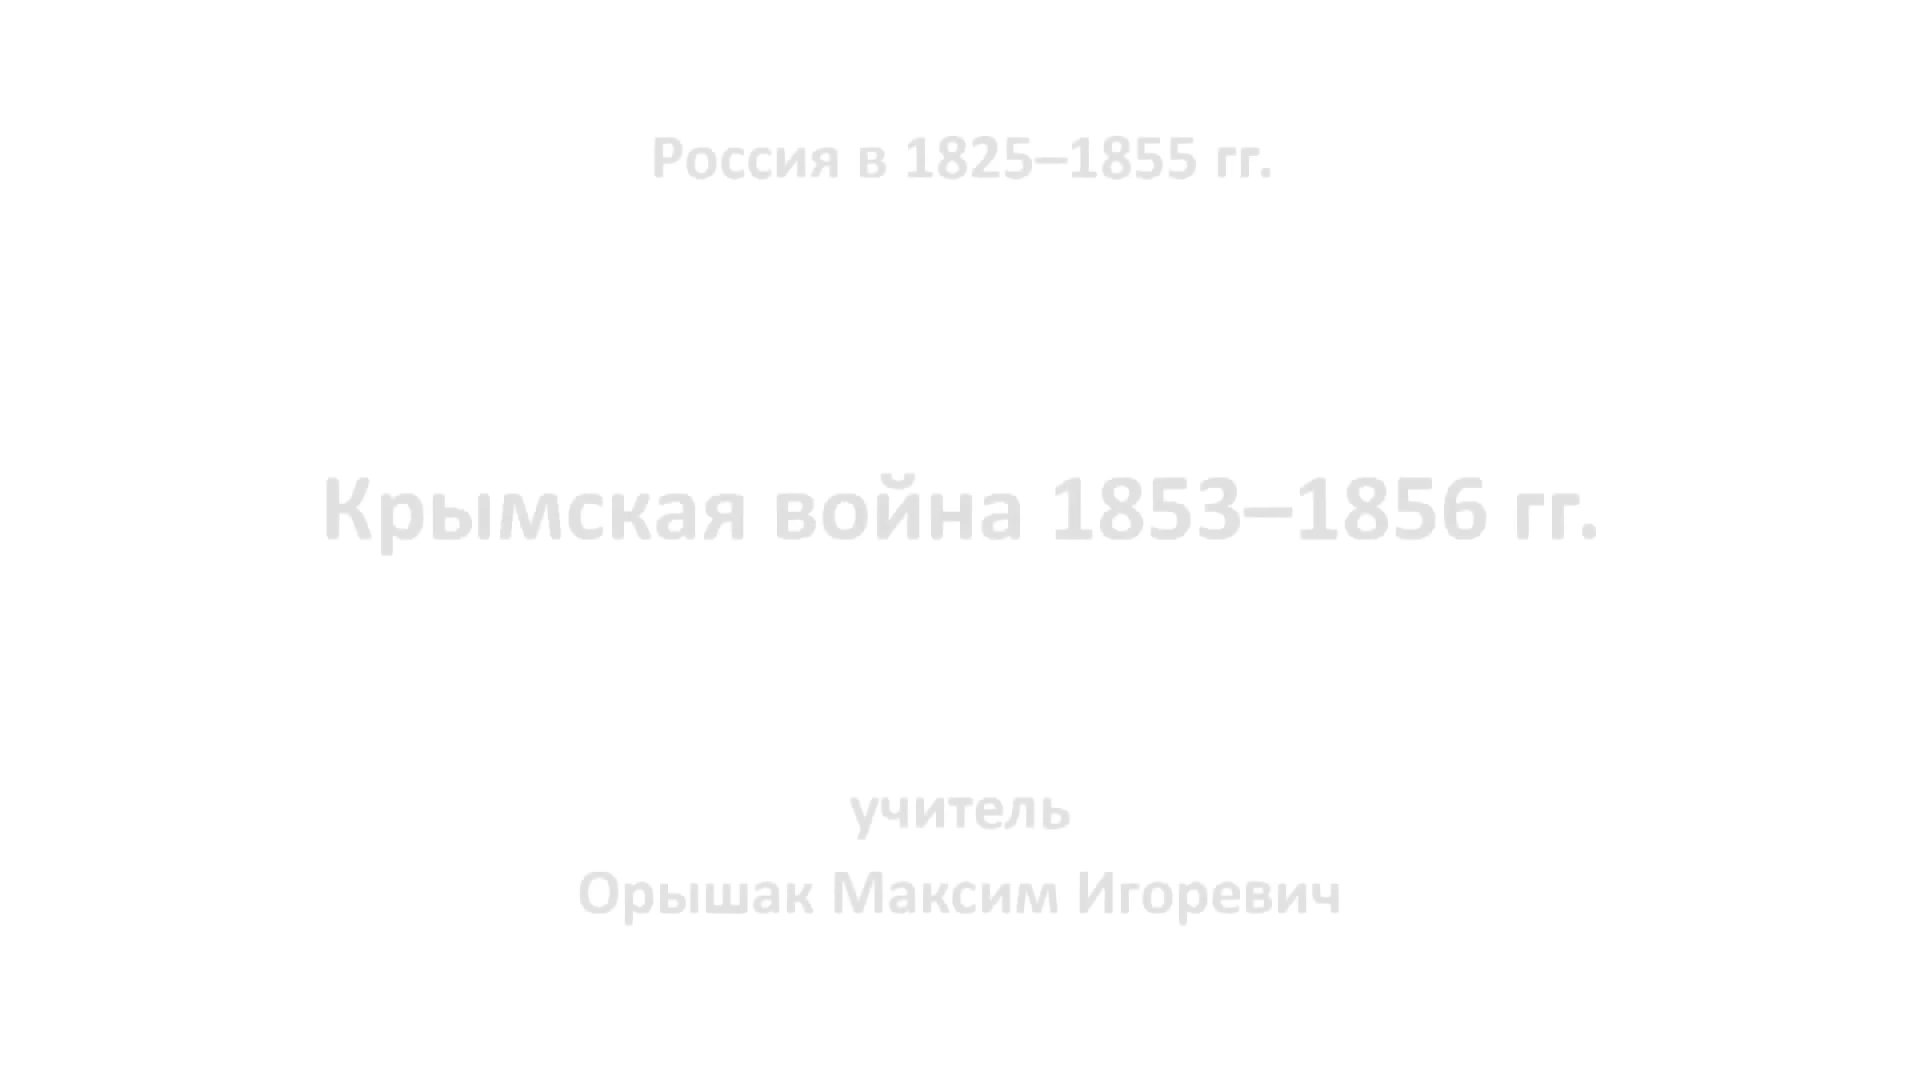 Россия в 1825–1855 гг.
Крымская война 1853–1856 гг.
учитель
Орышак Максим Игоревич